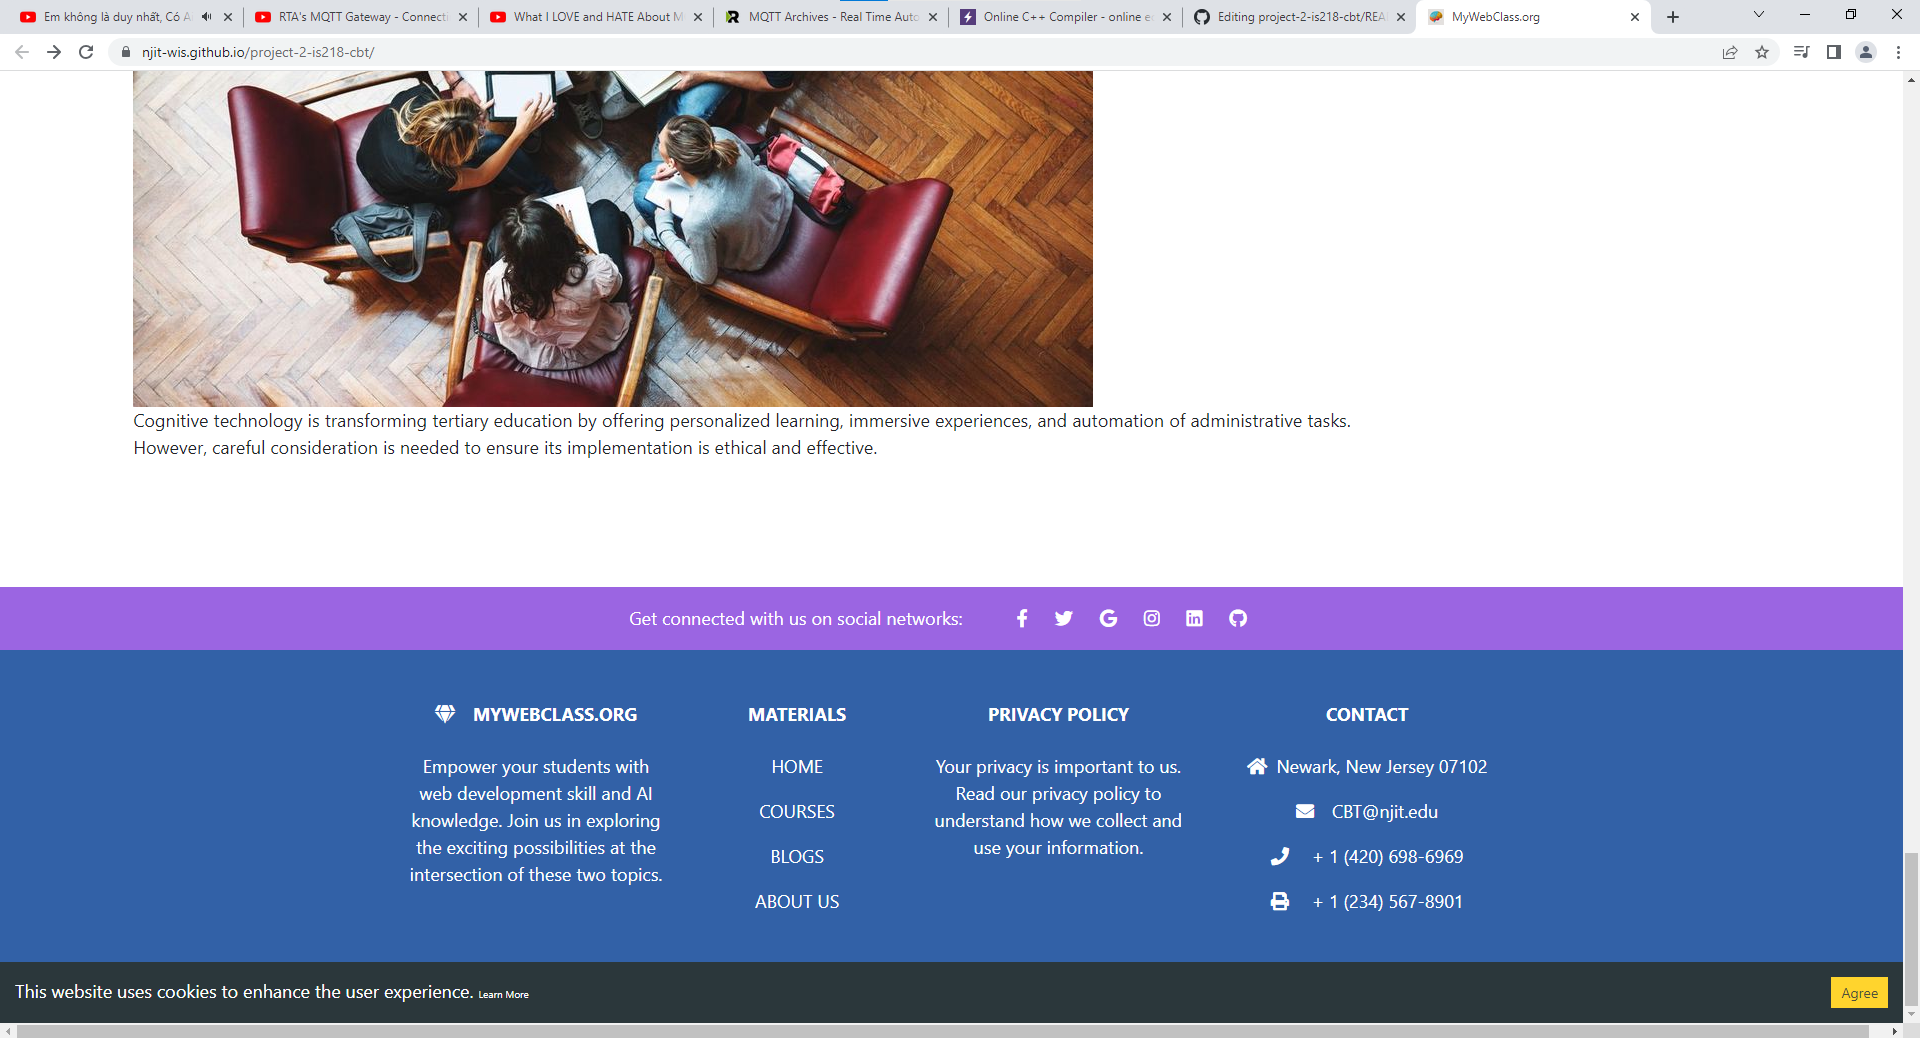 Em không là duy nhất, Có
RTA's MQTT Gateway - Connecti
What I LOVE and HATE About M
MQTT Archives - Real Time Auto
Online C++ Compiler - online e
Editing project-2-is218-cbt/REA
MyWebClass.org
njit-wis.github.io/project-2-is218-cbt/
Cognitive technology is transforming tertiary education by offering personalized learning, immersive experiences, and automation of administrative tasks.
However, careful consideration is needed to ensure its implementation is ethical and effective.
Get connected with us on social networks:
MYWEBCLASS.ORG
Empower your students with
web development skill and AI
knowledge. Join us in exploring
the exciting possibilities at the
intersection of these two topics.
MATERIALS
HOME
COURSES
BLOGS
ABOUT US
PRIVACY POLICY
Your privacy is important to us.
Read our privacy policy to
understand how we collect and
use your information.
CONTACT
Newark, New Jersey 07102
CBT@njit.edu
+ 1 (420) 698-6969
+ 1 (234) 567-8901
This website uses cookies to enhance the user experience. Learn More
Agree